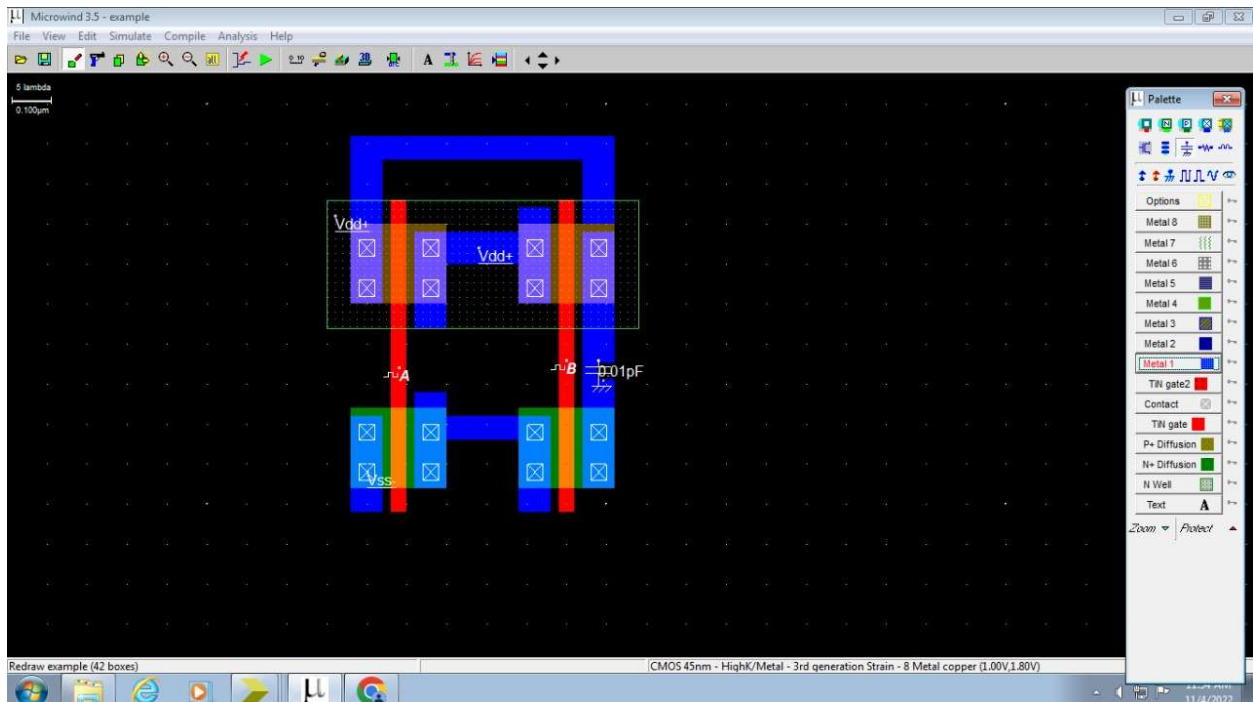 Microwind 3.5 - example
File View Edit Simulate Compile Analysis Help
A
5 lambda
0.100µm
Vdd+
Vdd+
A
B
0.01pF
Vss-
Palette
Options
Metal 8
Metal 7
Metal 6
Metal 5
Metal 4
Metal 3
Metal 2
Metal 1
TiN gate2
Contact
TiN gate
P+ Diffusion
N+ Diffusion
N Well
Text A
Zoom Protect
Redraw example (42 boxes)
CMOS 45nm - HighK/Metal - 3rd generation Strain - 8 Metal copper (1.00V,1.80V)
11/4/2022